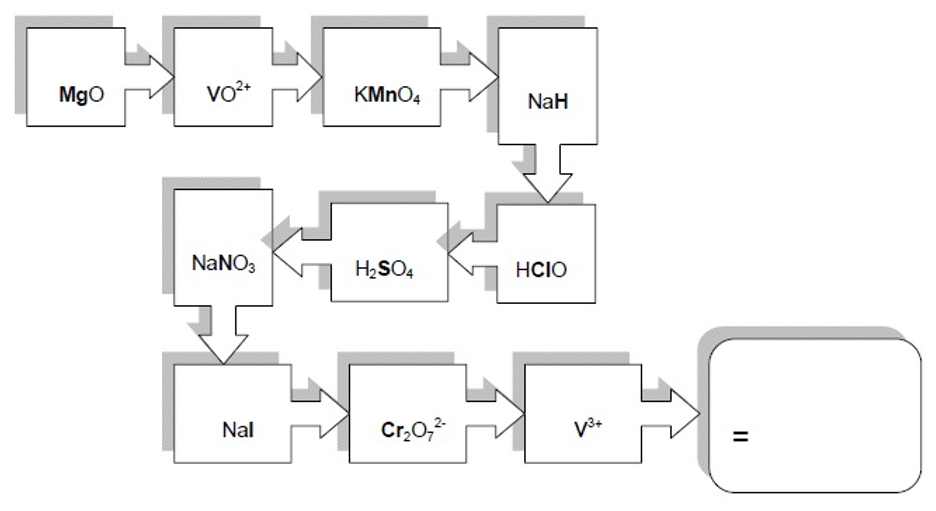 MgO
VO²⁺
KMnO₄
NaH
HClO
H₂SO₄
NaNO₃
NaI
Cr₂O₇²⁻
V³⁺
=